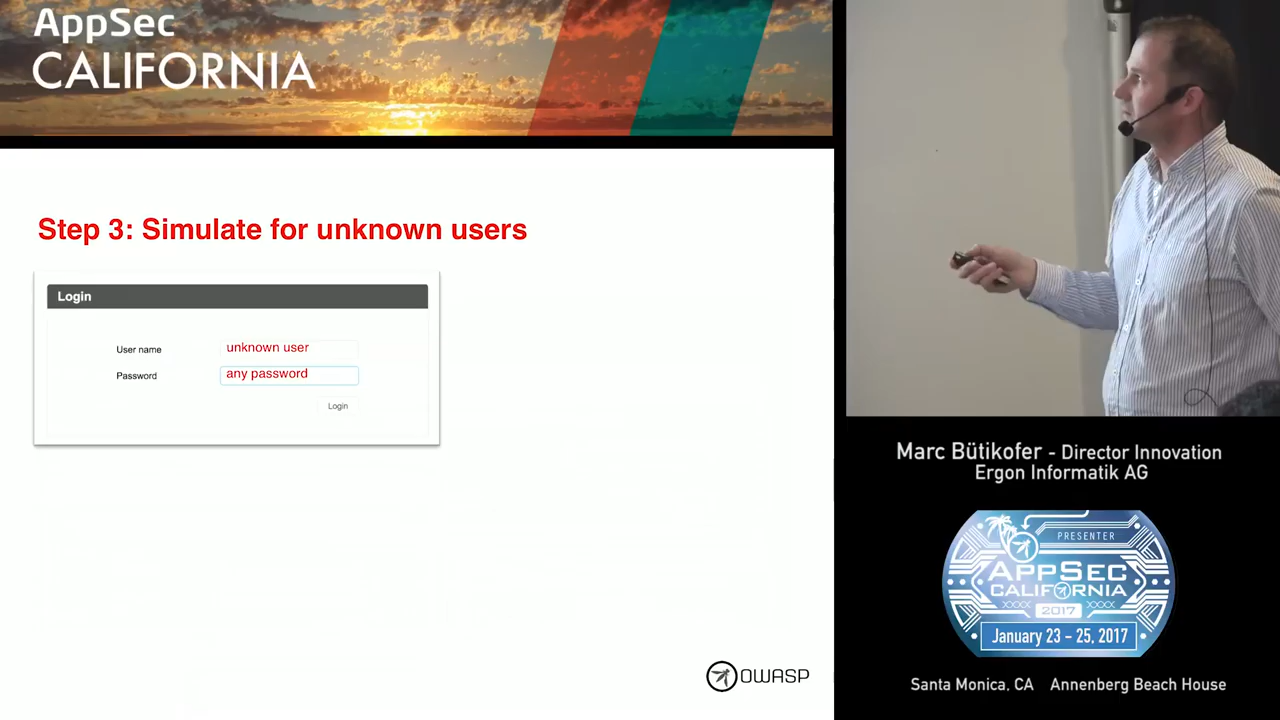 AppSec
CALIFORNIA
Step 3: Simulate for unknown users
Login
User name
unknown user
Password
any password
Login
OWASP
Marc Bütikofer - Director Innovation
Ergon Informatik AG
PRESENTER
APPSEC
CALIFORNIA
2017
January 23 - 25, 2017
Santa Monica, CA Annenberg Beach House